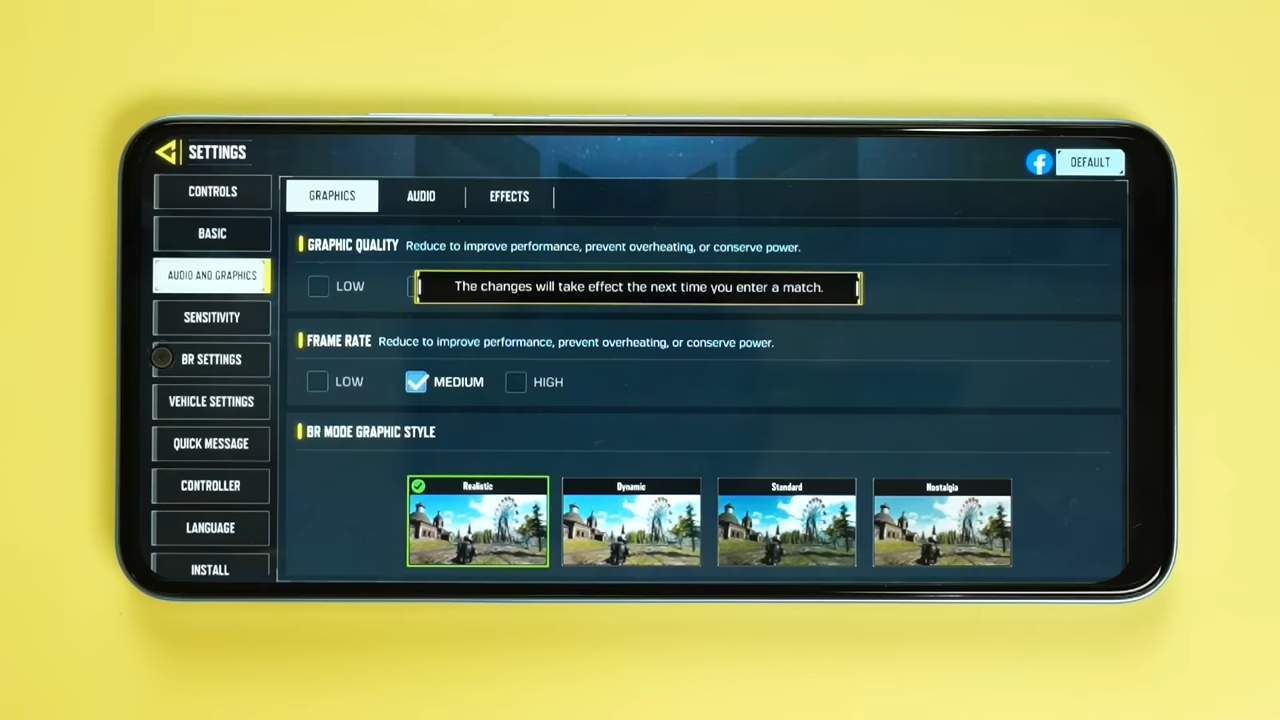 SETTINGS
DEFAULT
CONTROLS
BASIC
AUDIO AND GRAPHICS
SENSITIVITY
BR SETTINGS
VEHICLE SETTINGS
QUICK MESSAGE
CONTROLLER
LANGUAGE
INSTALL
GRAPHICS AUDIO EFFECTS
GRAPHIC QUALITY Reduce to improve performance, prevent overheating, or conserve power.
LOW
The changes will take effect the next time you enter a match.
FRAME RATE Reduce to improve performance, prevent overheating, or conserve power.
LOW MEDIUM HIGH
BR MODE GRAPHIC STYLE
Realistic Dynamic Standard Nostalgia